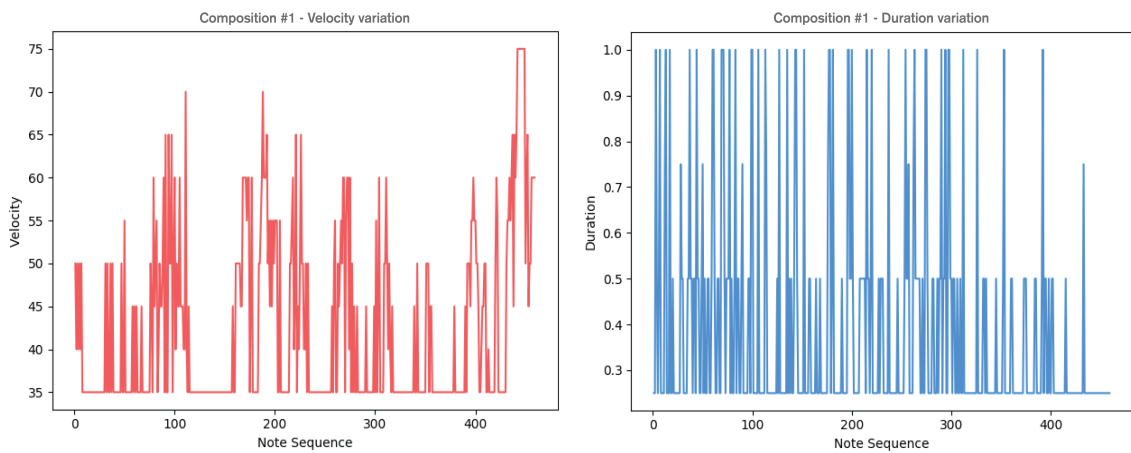 Composition #1 - Velocity variation
75
70
65
60
55
50
45
40
35
Velocity
0 100 200 300 400
Note Sequence
Composition #1 - Duration variation
1.0
0.9
0.8
0.7
0.6
0.5
0.4
0.3
Duration
0 100 200 300 400
Note Sequence